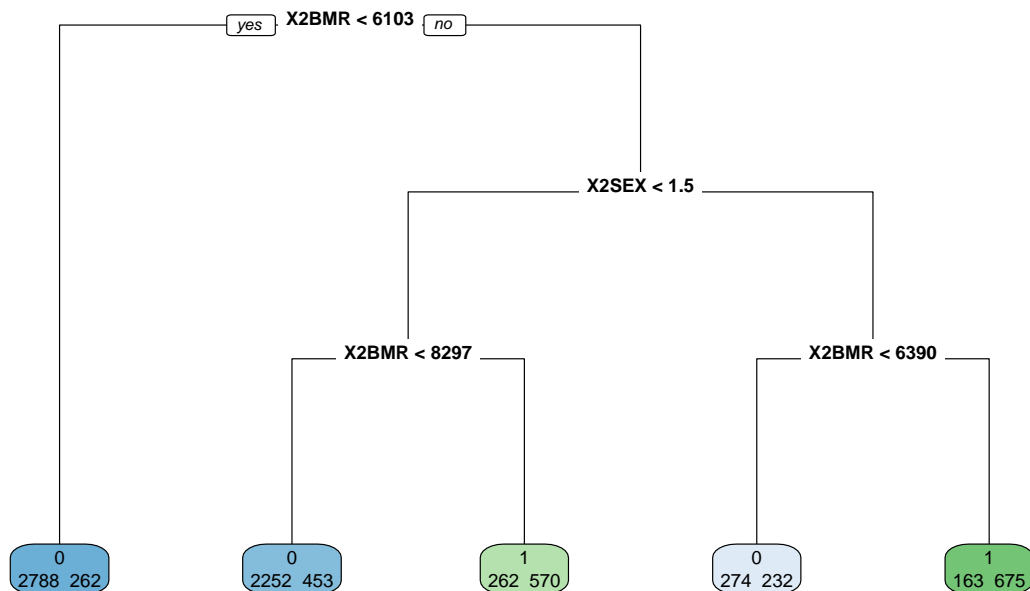 yes X2BMR < 6103 no
X2SEX < 1.5
X2BMR < 8297 X2BMR < 6390
0 0 1 0 1
2788 262 2252 453 262 570 274 232 163 675